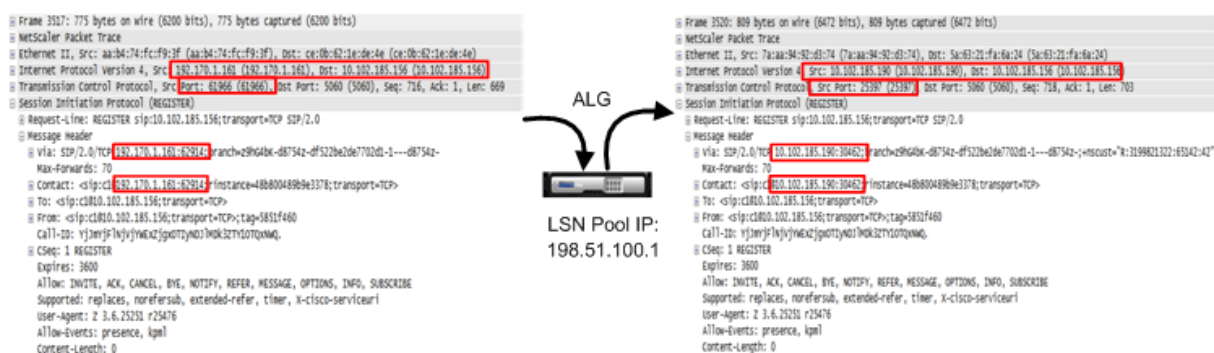 Frame 3517: 775 bytes on wire (6200 bits), 775 bytes captured (6200 bits)
NetScaler Packet Trace
Ethernet II, Src: aa:b4:74:fc:f9:3f (aa:b4:74:fc:f9:3f), Dst: ce:0b:62:1e:de:4e (ce:0b:62:1e:de:4e)
Internet Protocol Version 4, Src: 192.170.1.161 (192.170.1.161), Dst: 10.102.185.156 (10.102.185.156)
Transmission Control Protocol, Src Port: 61966 (61966), Dst Port: 5060 (5060), Seq: 716, Ack: 1, Len: 669
Session Initiation Protocol (REGISTER)
Request-Line: REGISTER sip:10.102.185.156;transport=TCP SIP/2.0
Message Header
Via: SIP/2.0/TCP 192.170.1.161:62914;branch=z9hG4bK-d8754z-df522be2de7702d1-1---d8754z-
Max-Forwards: 70
Contact: <sip:c1@192.170.1.161:62914;rinstance=48b800489b9e3378;transport=TCP>
To: <sip:c1@10.102.185.156;transport=TCP>
From: <sip:c1@10.102.185.156;transport=TCP>;tag=5851f460
Call-ID:
CSeq: 1 REGISTER
Expires: 3600
Allow: INVITE, ACK, CANCEL, BYE, NOTIFY, REFER, MESSAGE, OPTIONS, INFO, SUBSCRIBE
Supported: replaces, norefersub, extended-refer, timer, X-cisco-serviceuri
User-Agent: Z 3.6.25251 r25476
Allow-Events: presence, kpml
Content-Length: 0
ALG
LSN Pool IP:
198.51.100.1
Frame 3520: 809 bytes on wire (6472 bits), 809 bytes captured (6472 bits)
NetScaler Packet Trace
Ethernet II, Src: 7a:aa:94:92:d3:74 (7a:aa:94:92:d3:74), Dst: 5a:63:21:fa:6a:24 (5a:63:21:fa:6a:24)
Internet Protocol Version 4, Src: 10.102.185.190 (10.102.185.190), Dst: 10.102.185.156 (10.102.185.156
Transmission Control Protocol, Src Port: 25397 (25397), Dst Port: 5060 (5060), Seq: 718, Ack: 1, Len: 703
Session Initiation Protocol (REGISTER)
Request-Line: REGISTER sip:10.102.185.156;transport=TCP SIP/2.0
Message Header
Via: SIP/2.0/TCP 10.102.185.190:30462;branch=z9hG4bK-d8754z-df522be2de7702d1-1---d8754z-;+nscust="R:3199821322:65142:42"
Max-Forwards: 70
Contact: <sip:c1@10.102.185.190:30462;rinstance=48b800489b9e3378;transport=TCP>
To: <sip:c1@10.102.185.156;transport=TCP>
From: <sip:c1@10.102.185.156;transport=TCP>;tag=5851f460
Call-ID:
CSeq: 1 REGISTER
Expires: 3600
Allow: INVITE, ACK, CANCEL, BYE, NOTIFY, REFER, MESSAGE, OPTIONS, INFO, SUBSCRIBE
Supported: replaces, norefersub, extended-refer, timer, X-cisco-serviceuri
User-Agent: Z 3.6.25251 r25476
Allow-Events: presence, kpml
Content-Length: 0